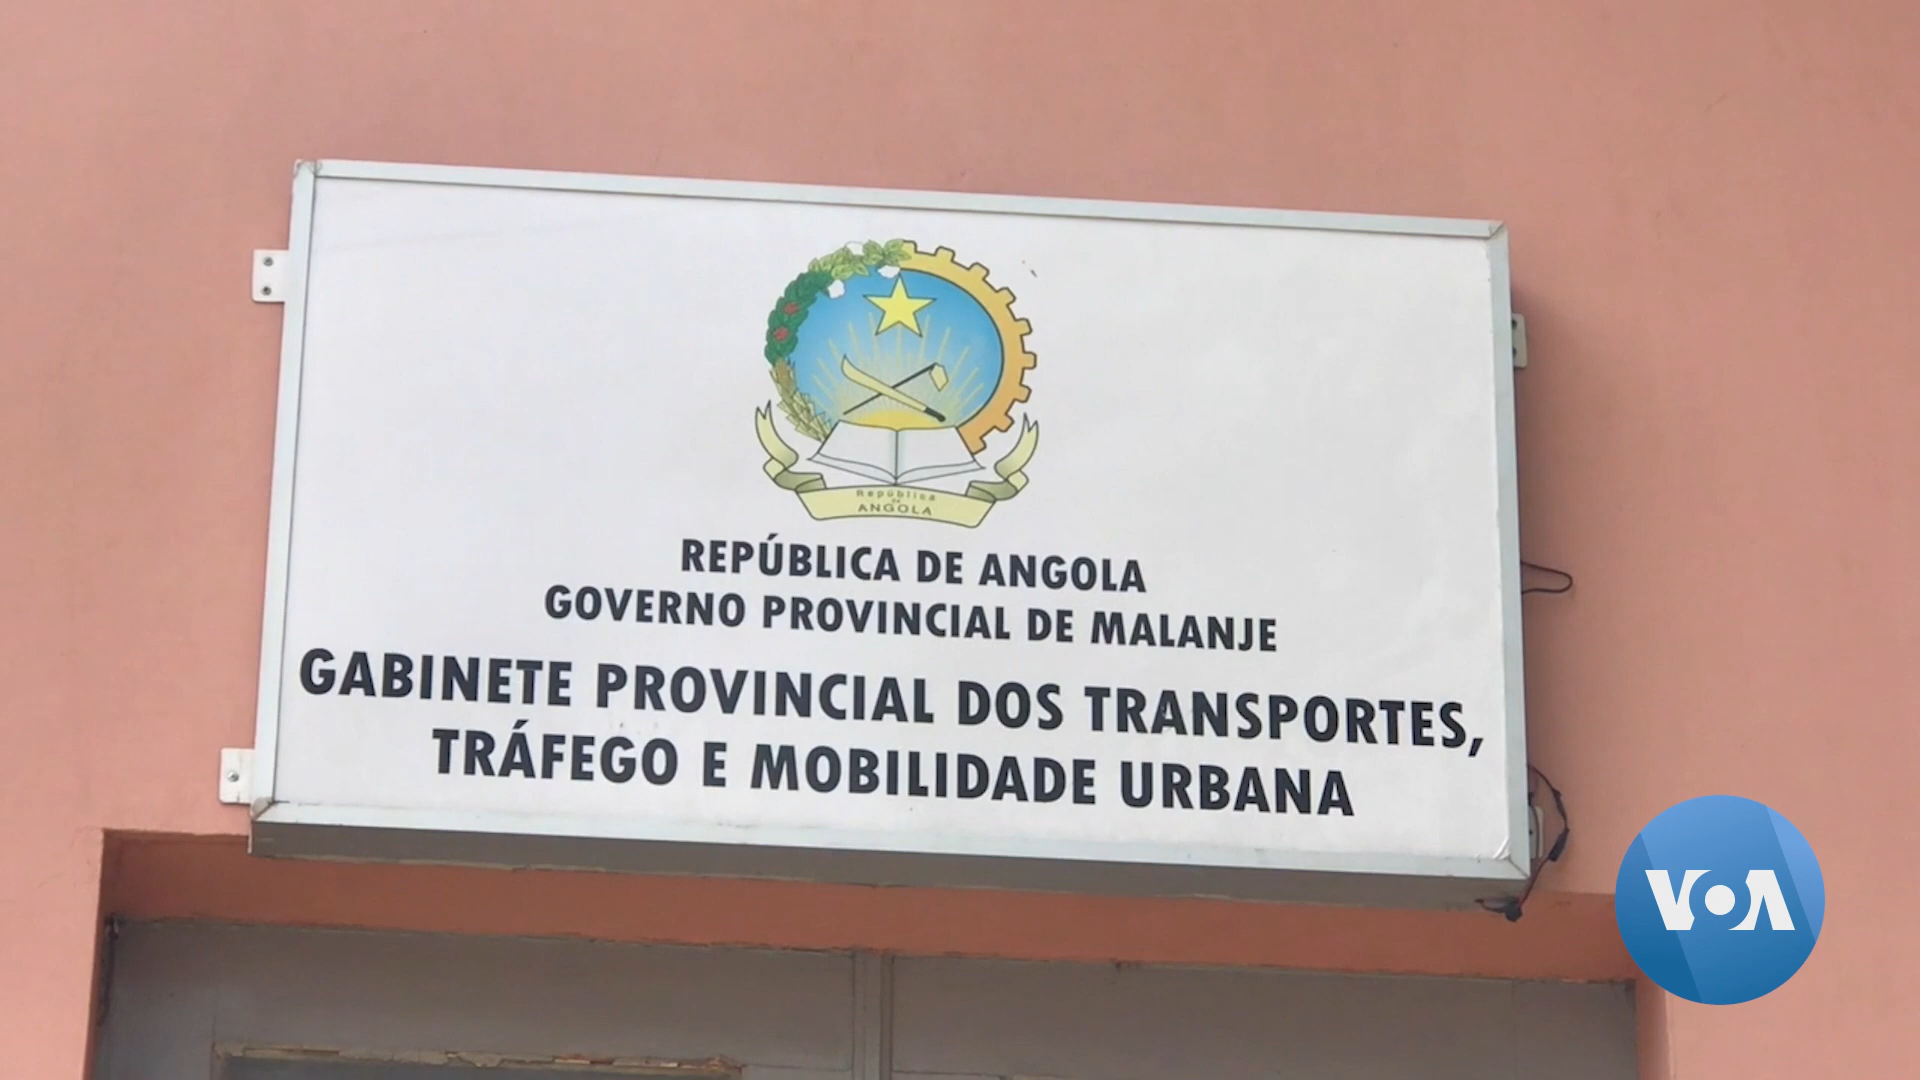 República
de
ANGOLA
REPÚBLICA DE ANGOLA
GOVERNO PROVINCIAL DE MALANJE
GABINETE PROVINCIAL DOS TRANSPORTES,
TRÁFEGO E MOBILIDADE URBANA
VOA